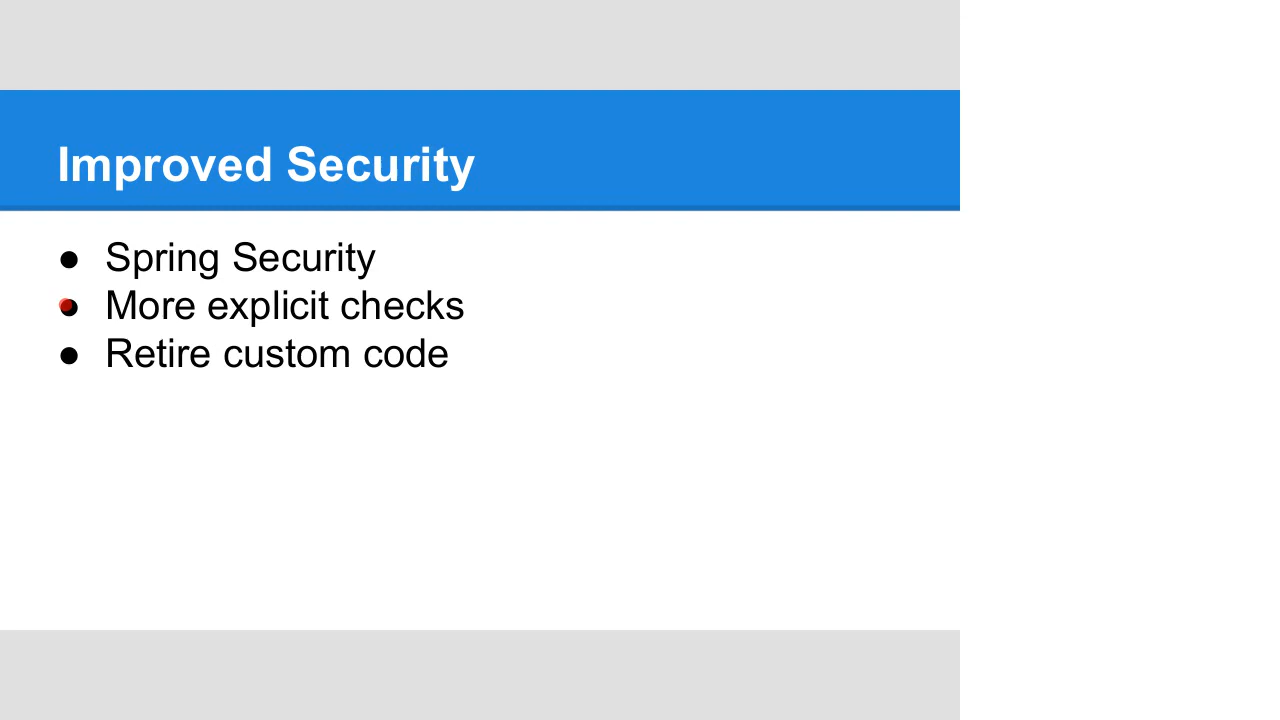 Improved Security
● Spring Security
● More explicit checks
● Retire custom code